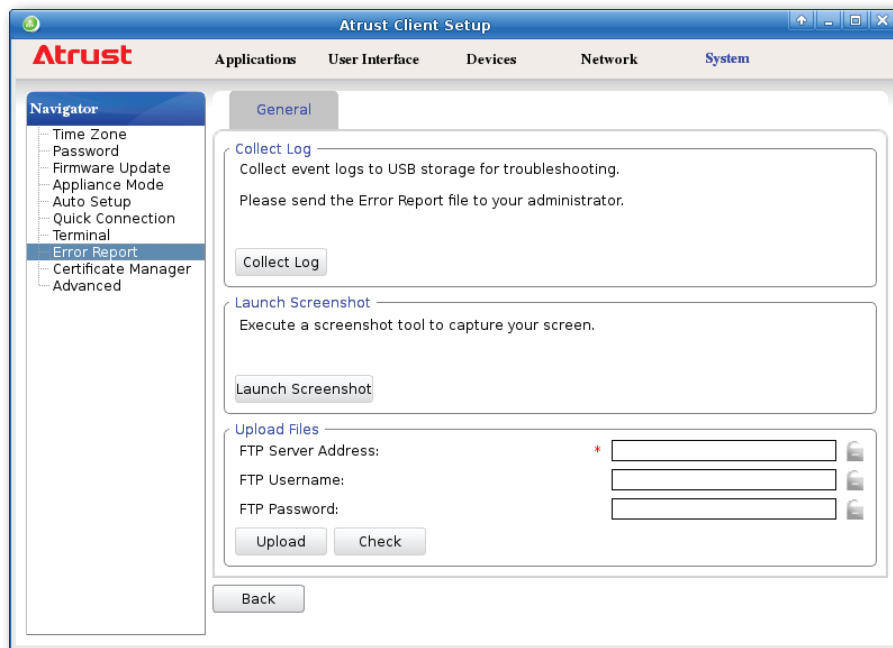 Atrust Client Setup
Atrust
Applications User Interface Devices Network System
Navigator
Time Zone
Password
Firmware Update
Appliance Mode
Auto Setup
Quick Connection
Terminal
Error Report
Certificate Manager
Advanced
General
Collect Log
Collect event logs to USB storage for troubleshooting.
Please send the Error Report file to your administrator.
Collect Log
Launch Screenshot
Execute a screenshot tool to capture your screen.
Launch Screenshot
Upload Files
FTP Server Address: *
FTP Username:
FTP Password:
Upload Check
Back